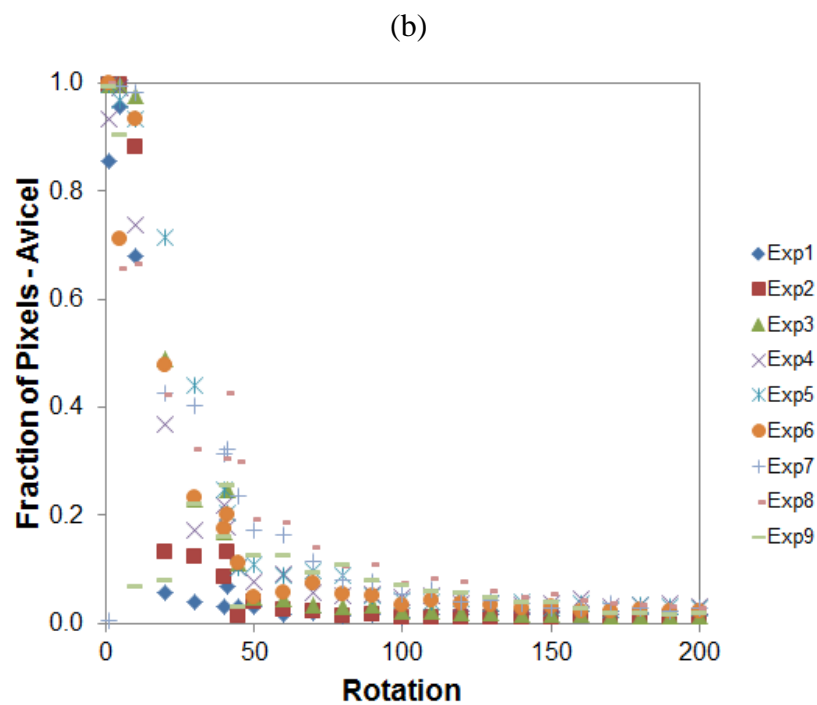 (b)
1.0
0.8
0.6
0.4
0.2
0.0
Fraction of Pixels - Avicel
0 50 100 150 200
Rotation
Exp1
Exp2
Exp3
Exp4
Exp5
Exp6
Exp7
Exp8
Exp9